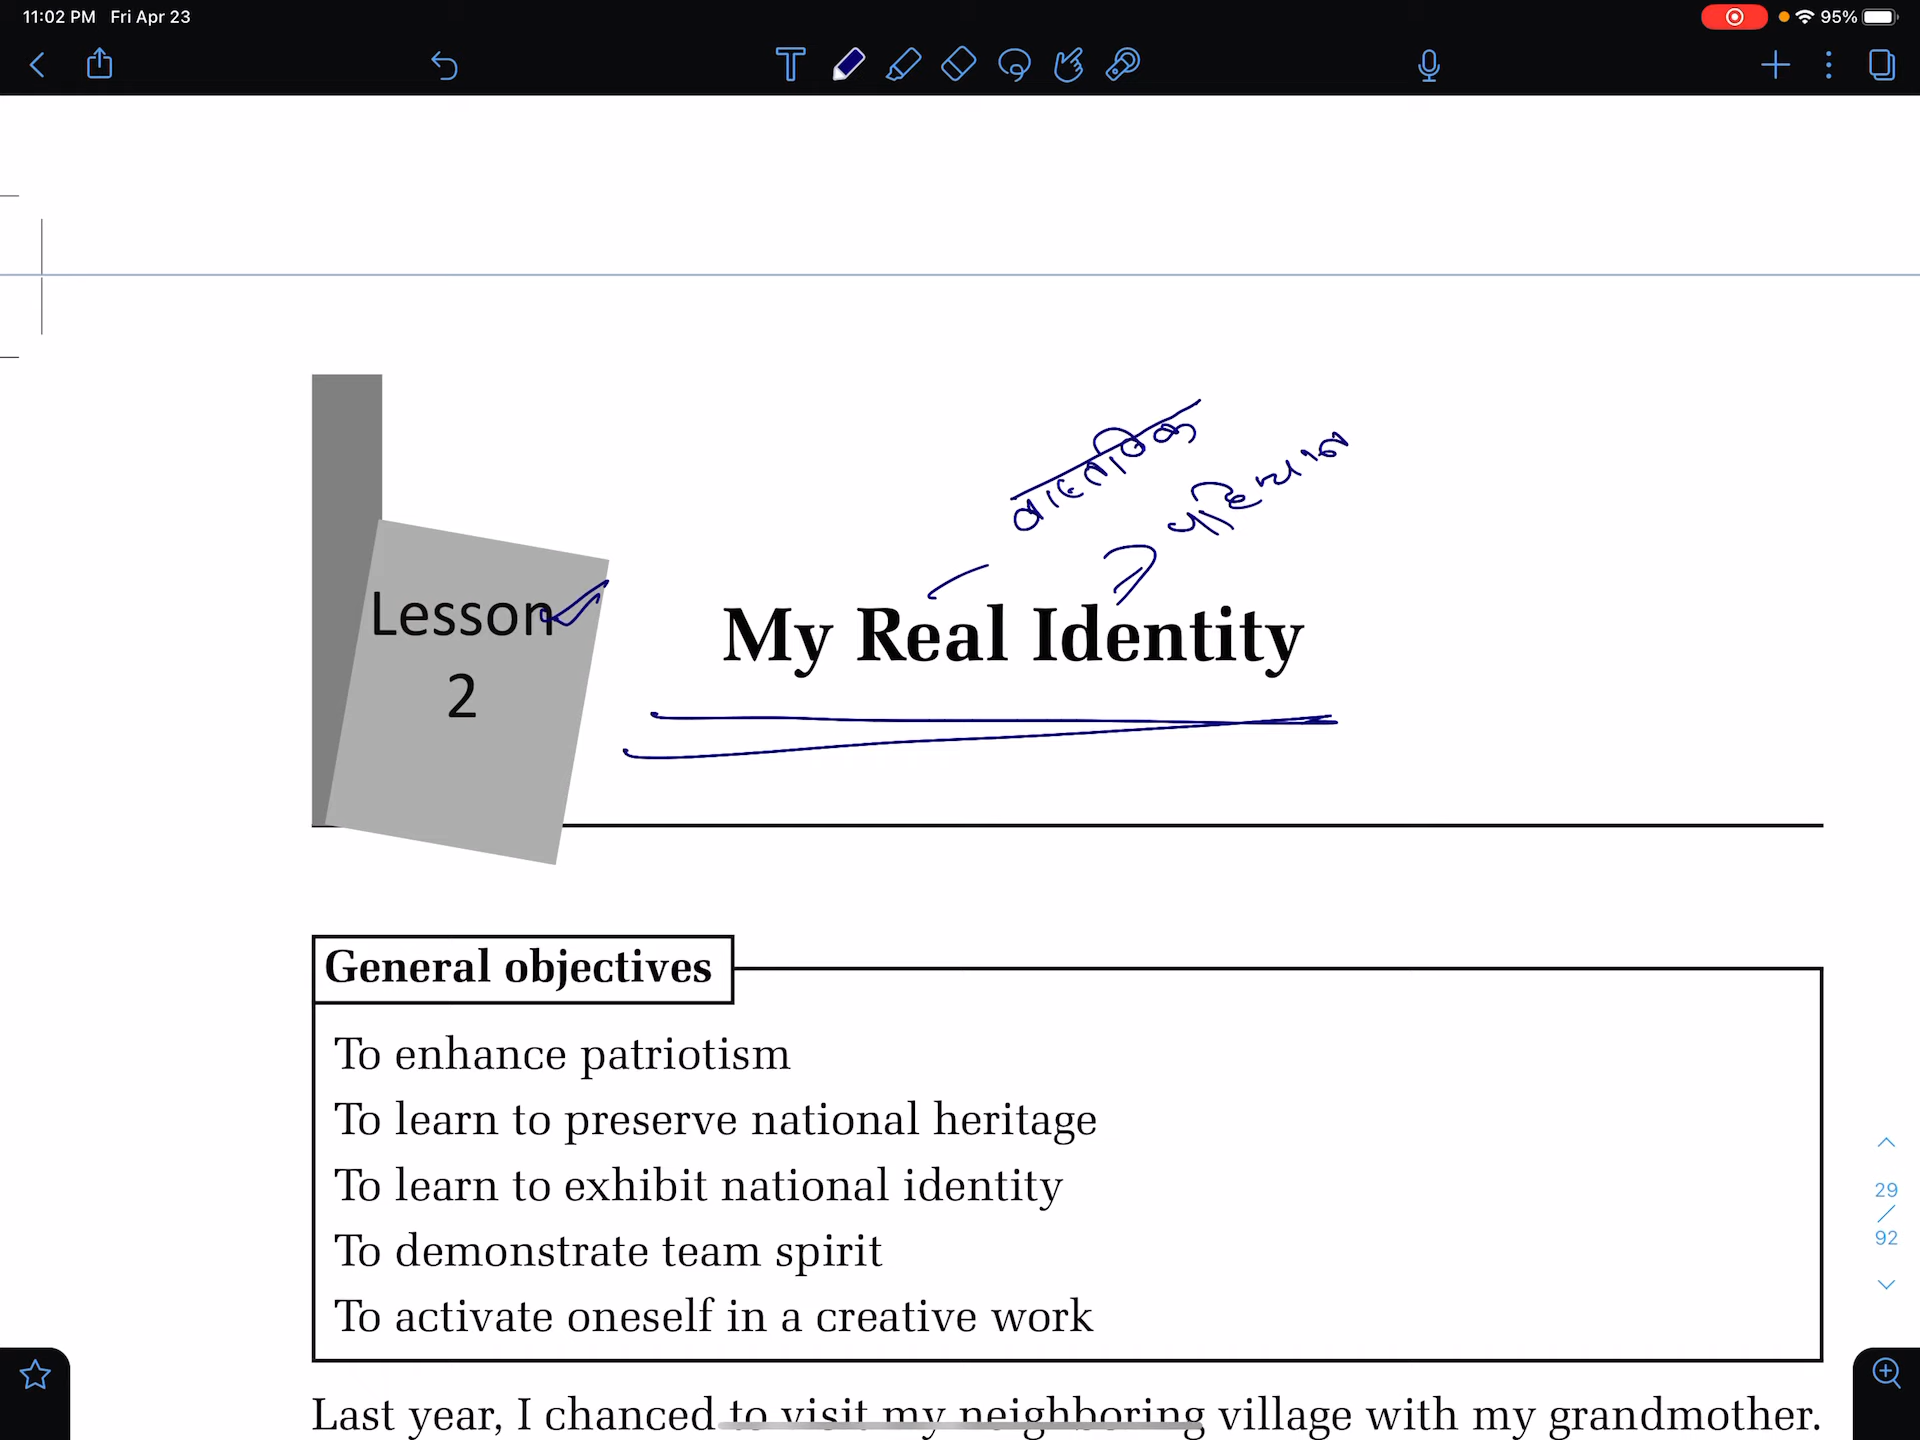 11:02 PM Fri Apr 23
95%
वास्तविक
पहिचान
Lesson
2
My Real Identity
General objectives
To enhance patriotism
To learn to preserve national heritage
To learn to exhibit national identity
To demonstrate team spirit
To activate oneself in a creative work
29
/
92
Last year, I chanced to visit my neighboring village with my grandmother.